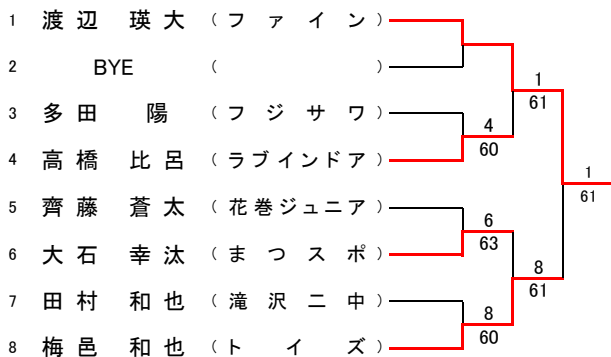 1 渡辺 瑛大 (ファイン)
2 BYE ( )
3 多田 陽 (フジサワ)
4 高橋 比呂 (ラブインドア)
5 齊藤 蒼太 (花巻ジュニア)
6 大石 幸汰 (まつスポ)
7 田村 和也 (滝沢二中)
8 梅邑 和也 (トイズ)
4
60
6
63
8
60
1
61
8
61
1
61